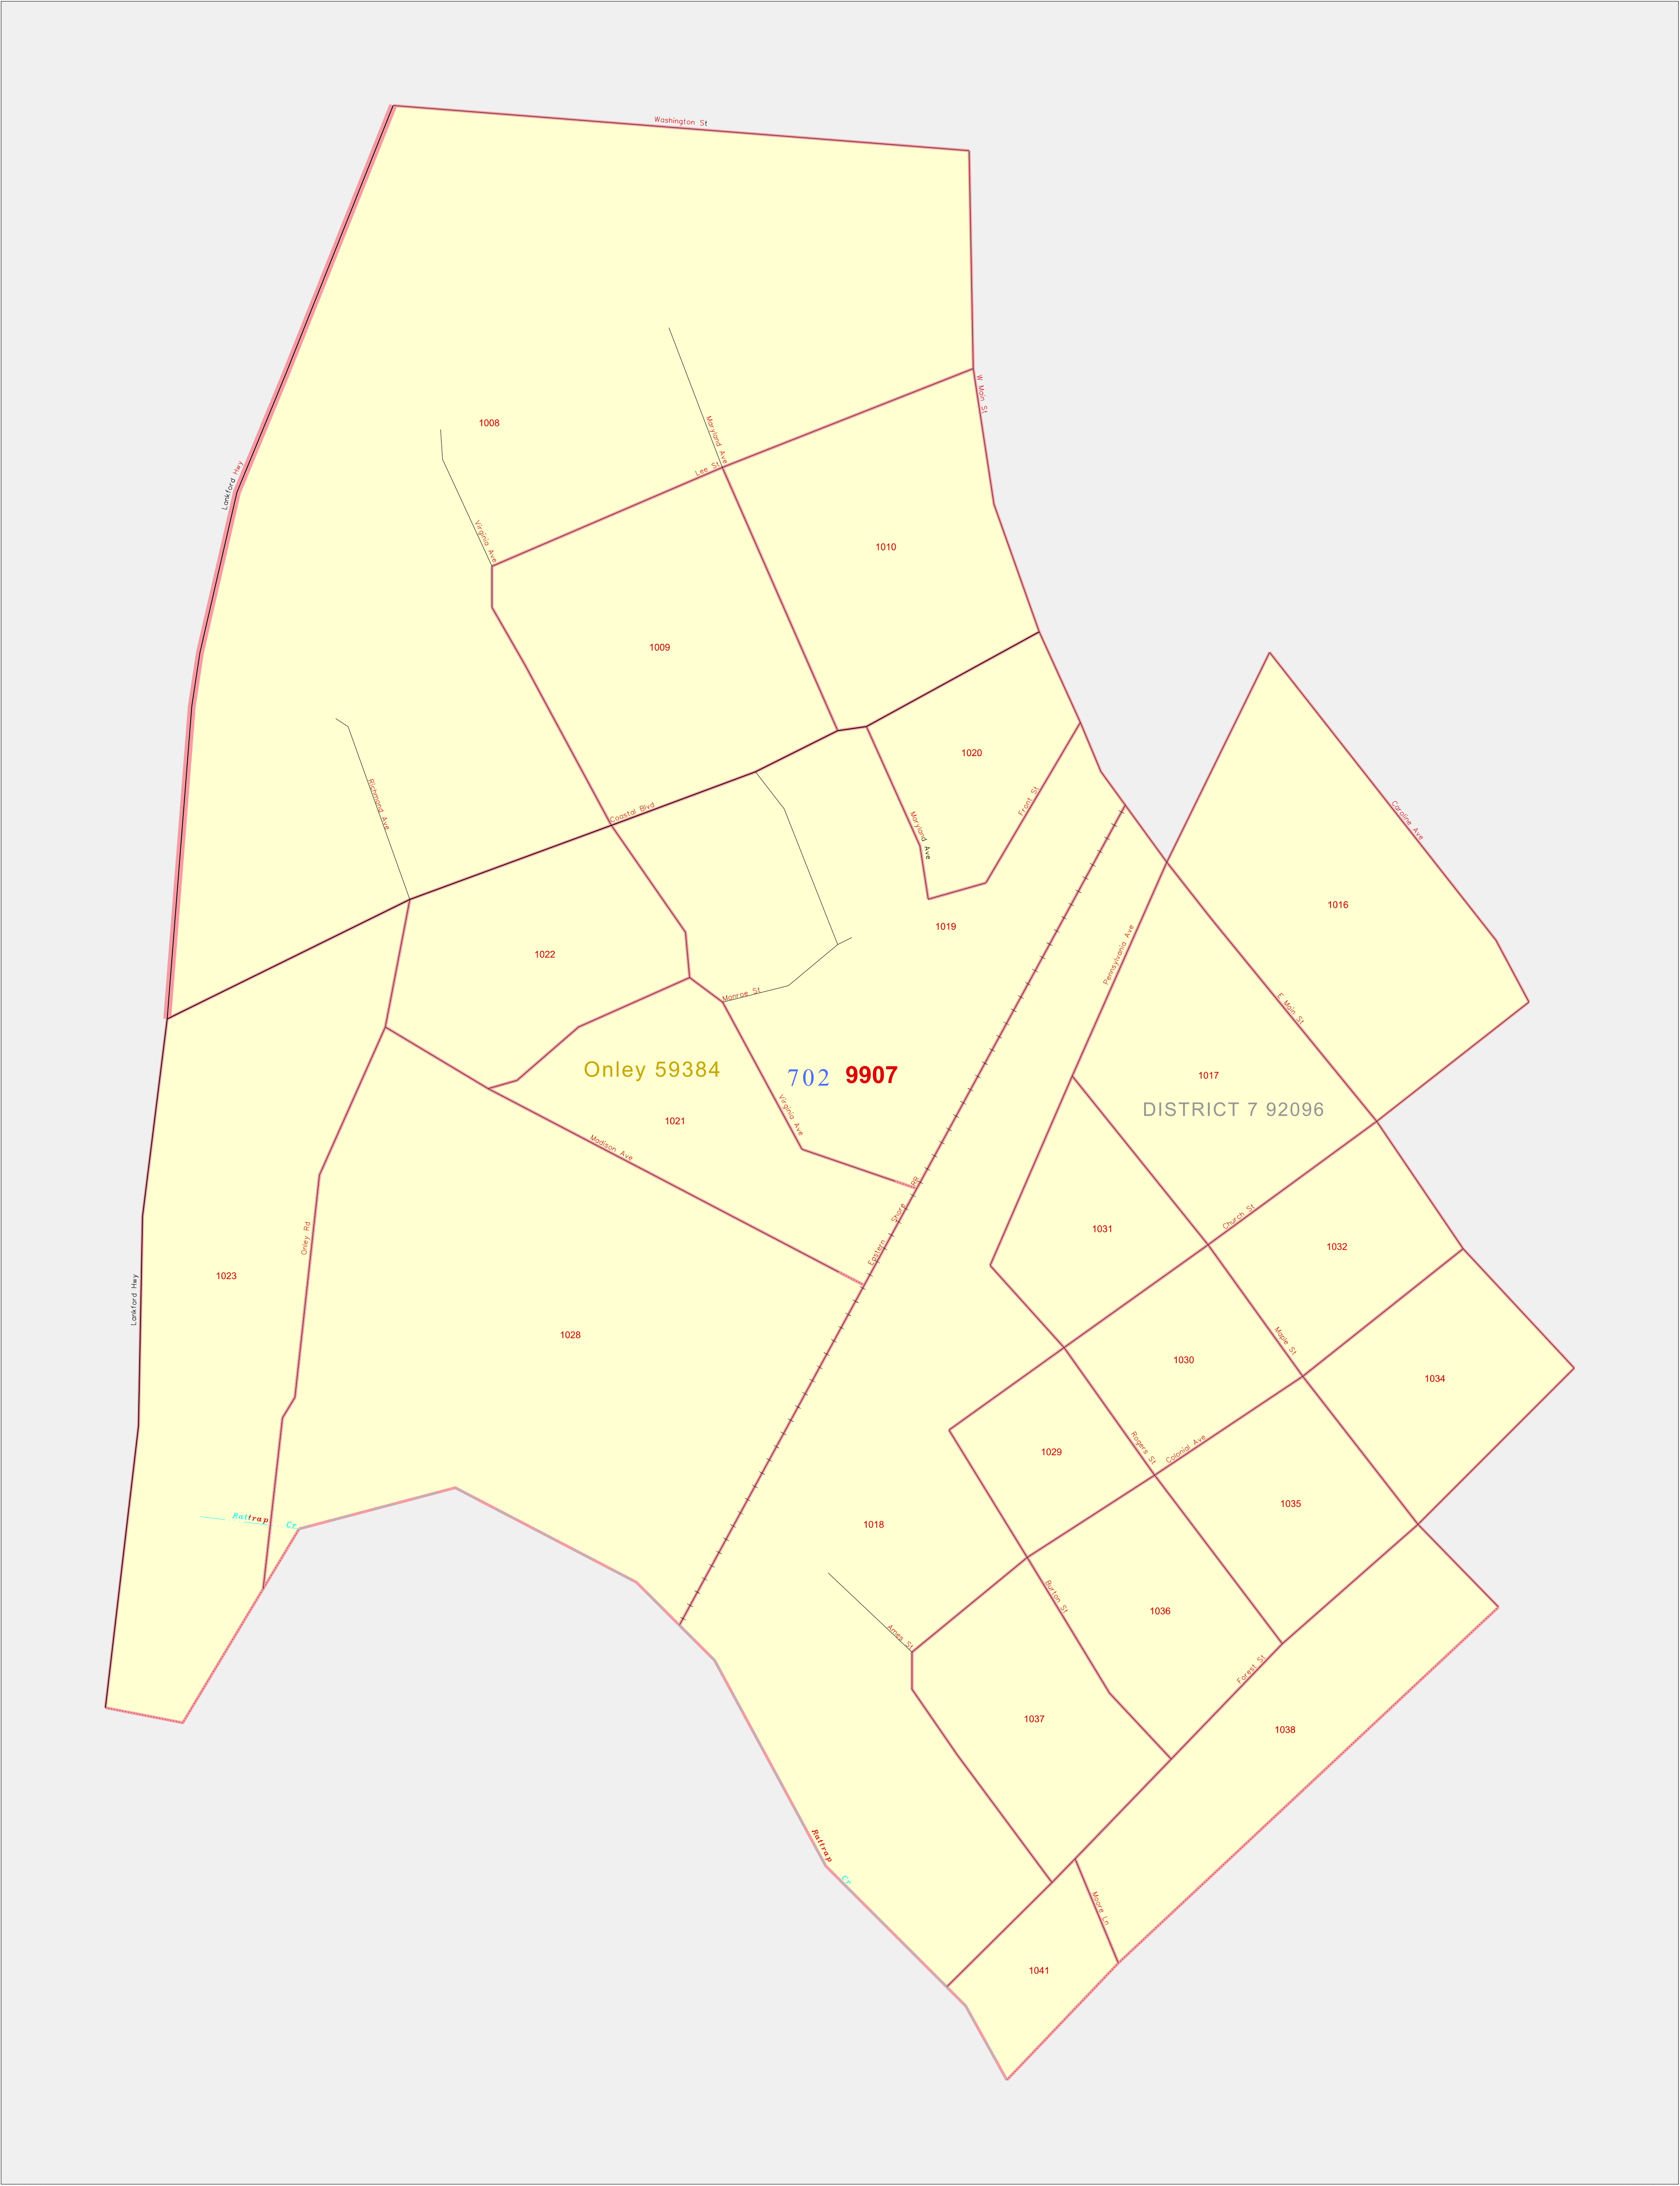 Washington St
W Main St
Maryland Ave
1008
Lee St
Lankford Hwy
Virginia Ave
1010
1009
1020
Richmond Ave
Coastal Blvd
Front St
Maryland Ave
Caroline Ave
1016
1019
Pennsylvania Ave
1022
Monroe St
E Main St
Onley 59384
702
9907
1017
DISTRICT 7 92096
Virginia Ave
1021
Madison Ave
Eastern Shore RR
Church St
1031
Onley Rd
1032
1023
Lankford Hwy
1028
Maple St
1030
1034
Rogers St
Colonial Ave
1029
1035
Rattrap Cr
1018
Burton St
1036
Ames St
Forest St
1037
1038
Rattrap Cr
Moore Ln
1041